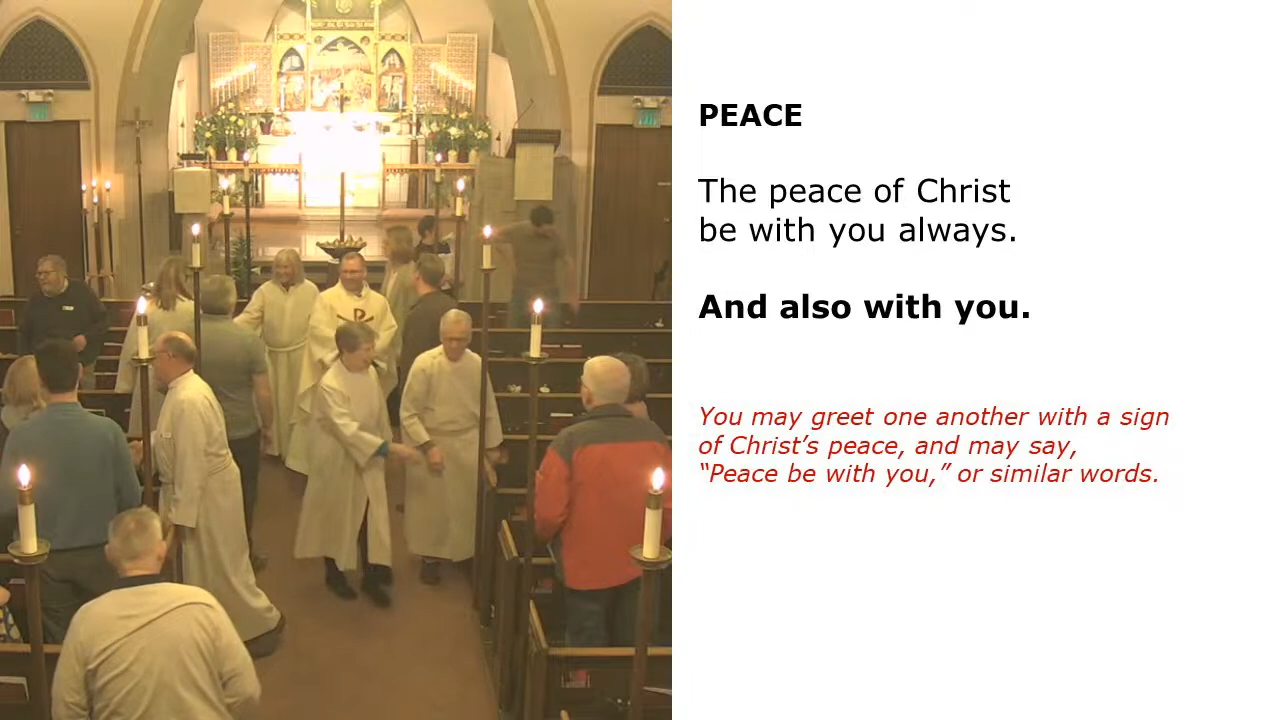 PEACE
The peace of Christ
be with you always.
And also with you.
You may greet one another with a sign
of Christ’s peace, and may say,
“Peace be with you,” or similar words.